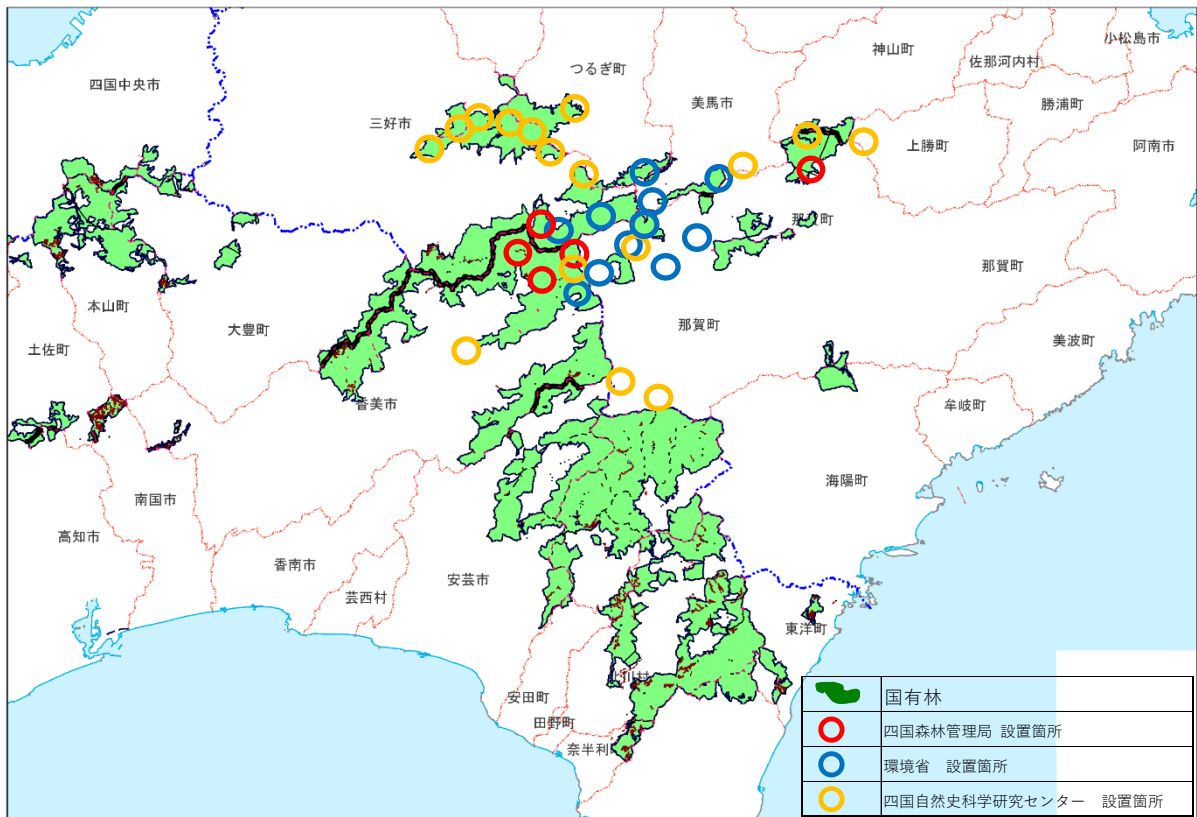 小松島市
神山町
佐那河内村
つるぎ町
四国中央市
美馬市
勝浦町
三好市
上勝町
阿南市
那賀町
那賀町
本山町
大豊町
那賀町
土佐町
美波町
香美市
牟岐町
海陽町
南国市
高知市
香南市
安芸市
芸西村
東洋町
北川村
安田町
田野町
奈半利
国有林
四国森林管理局 設置箇所
環境省 設置箇所
四国自然史科学研究センター 設置箇所